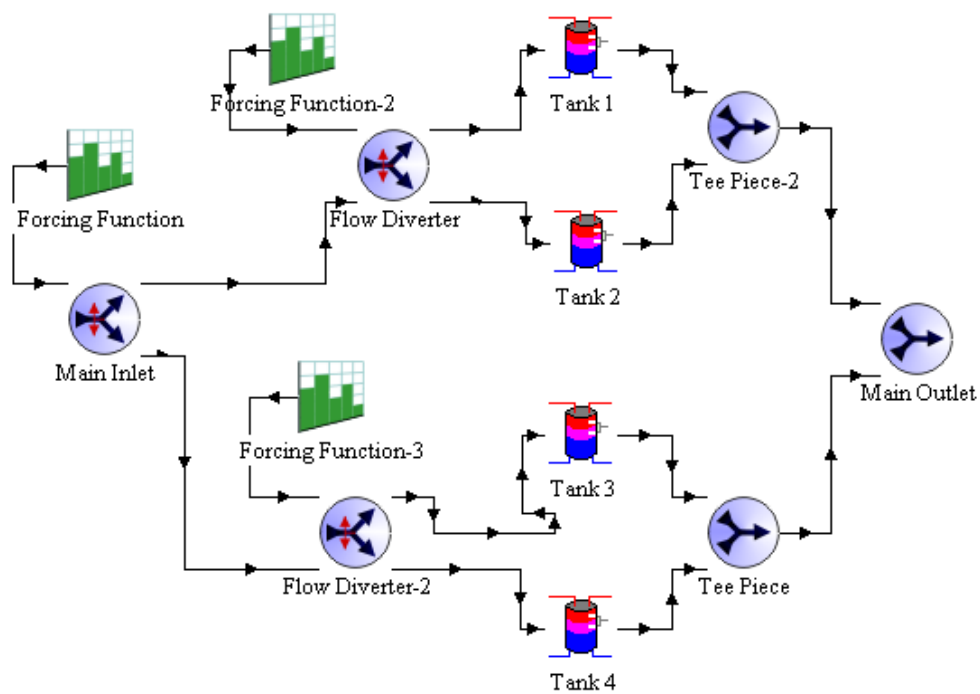 Forcing Function-2
Tank 1
Tee Piece-2
Forcing Function
Flow Diverter
Tank 2
Main Inlet
Main Outlet
Forcing Function-3
Tank 3
Flow Diverter-2
Tee Piece
Tank 4